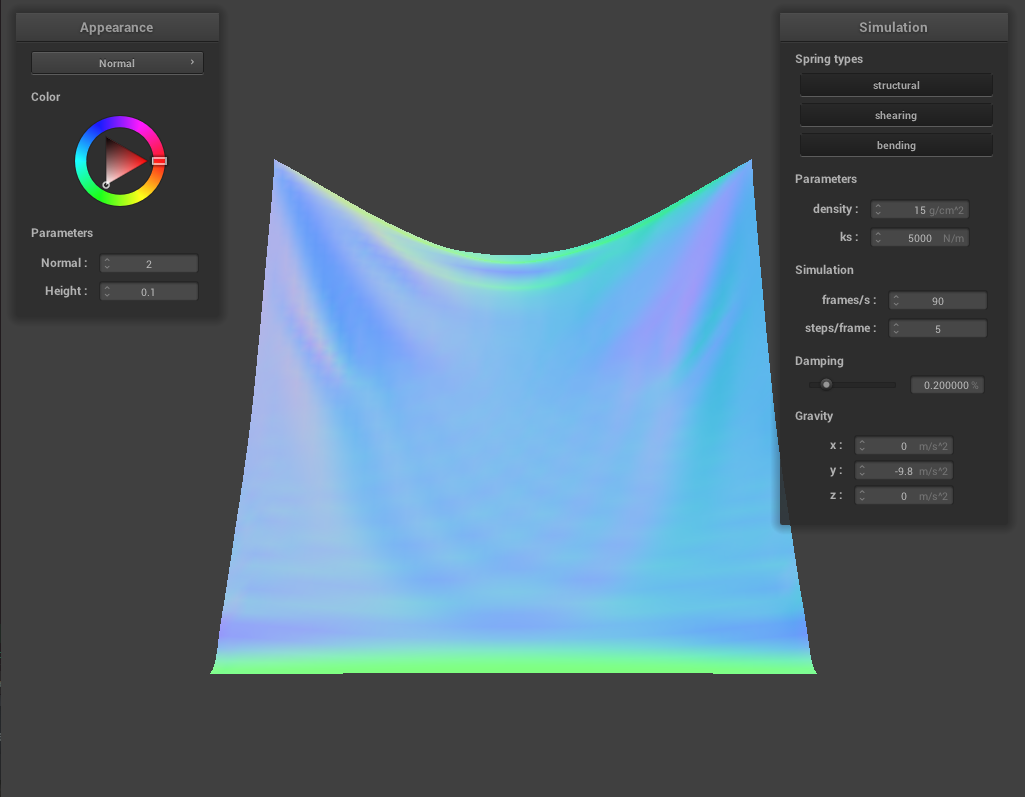 Appearance
Normal ›
Color
Parameters
Normal : 2
Height : 0.1
Simulation
Spring types
structural
shearing
bending
Parameters
density : 15 g/cm^2
ks : 5000 N/m
Simulation
frames/s : 90
steps/frame : 5
Damping
0.200000 %
Gravity
x : 0 m/s^2
y : -9.8 m/s^2
z : 0 m/s^2